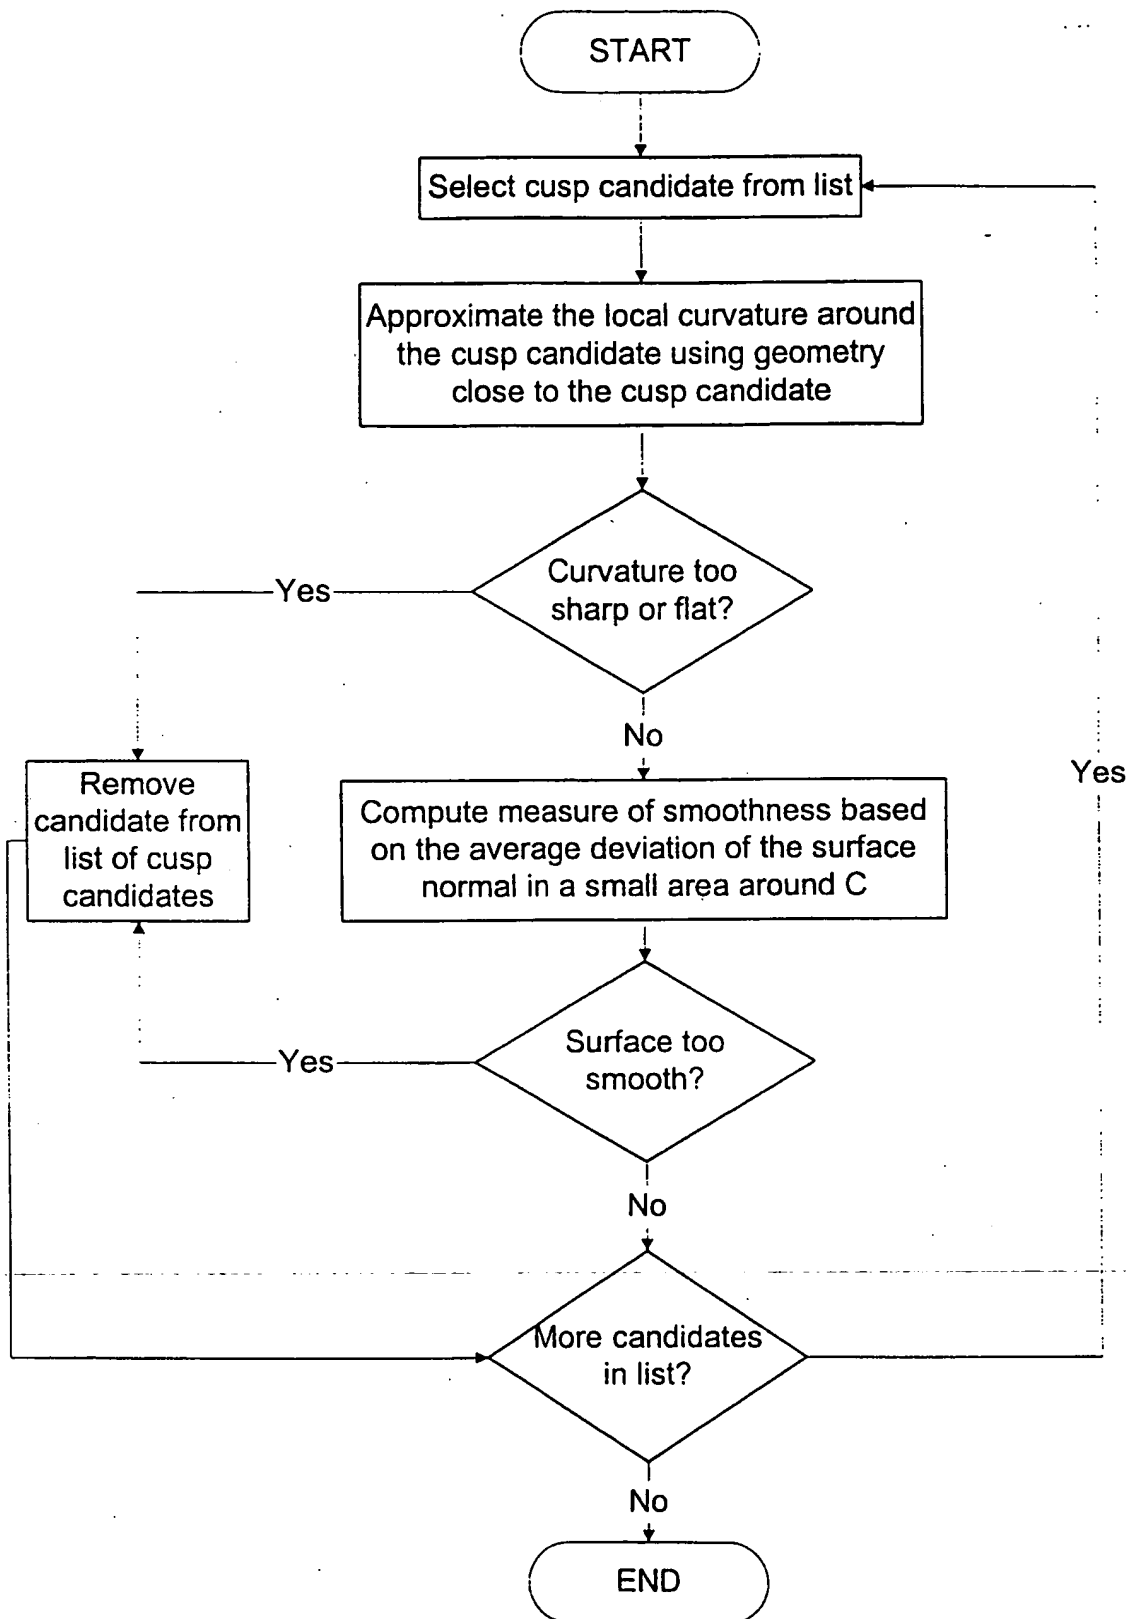 START
Select cusp candidate from list
Approximate the local curvature around
the cusp candidate using geometry
close to the cusp candidate
Curvature too
sharp or flat?
Yes
No
Remove
candidate from
list of cusp
candidates
Compute measure of smoothness based
on the average deviation of the surface
normal in a small area around C
Yes
Surface too
smooth?
Yes
No
More candidates
in list?
No
END